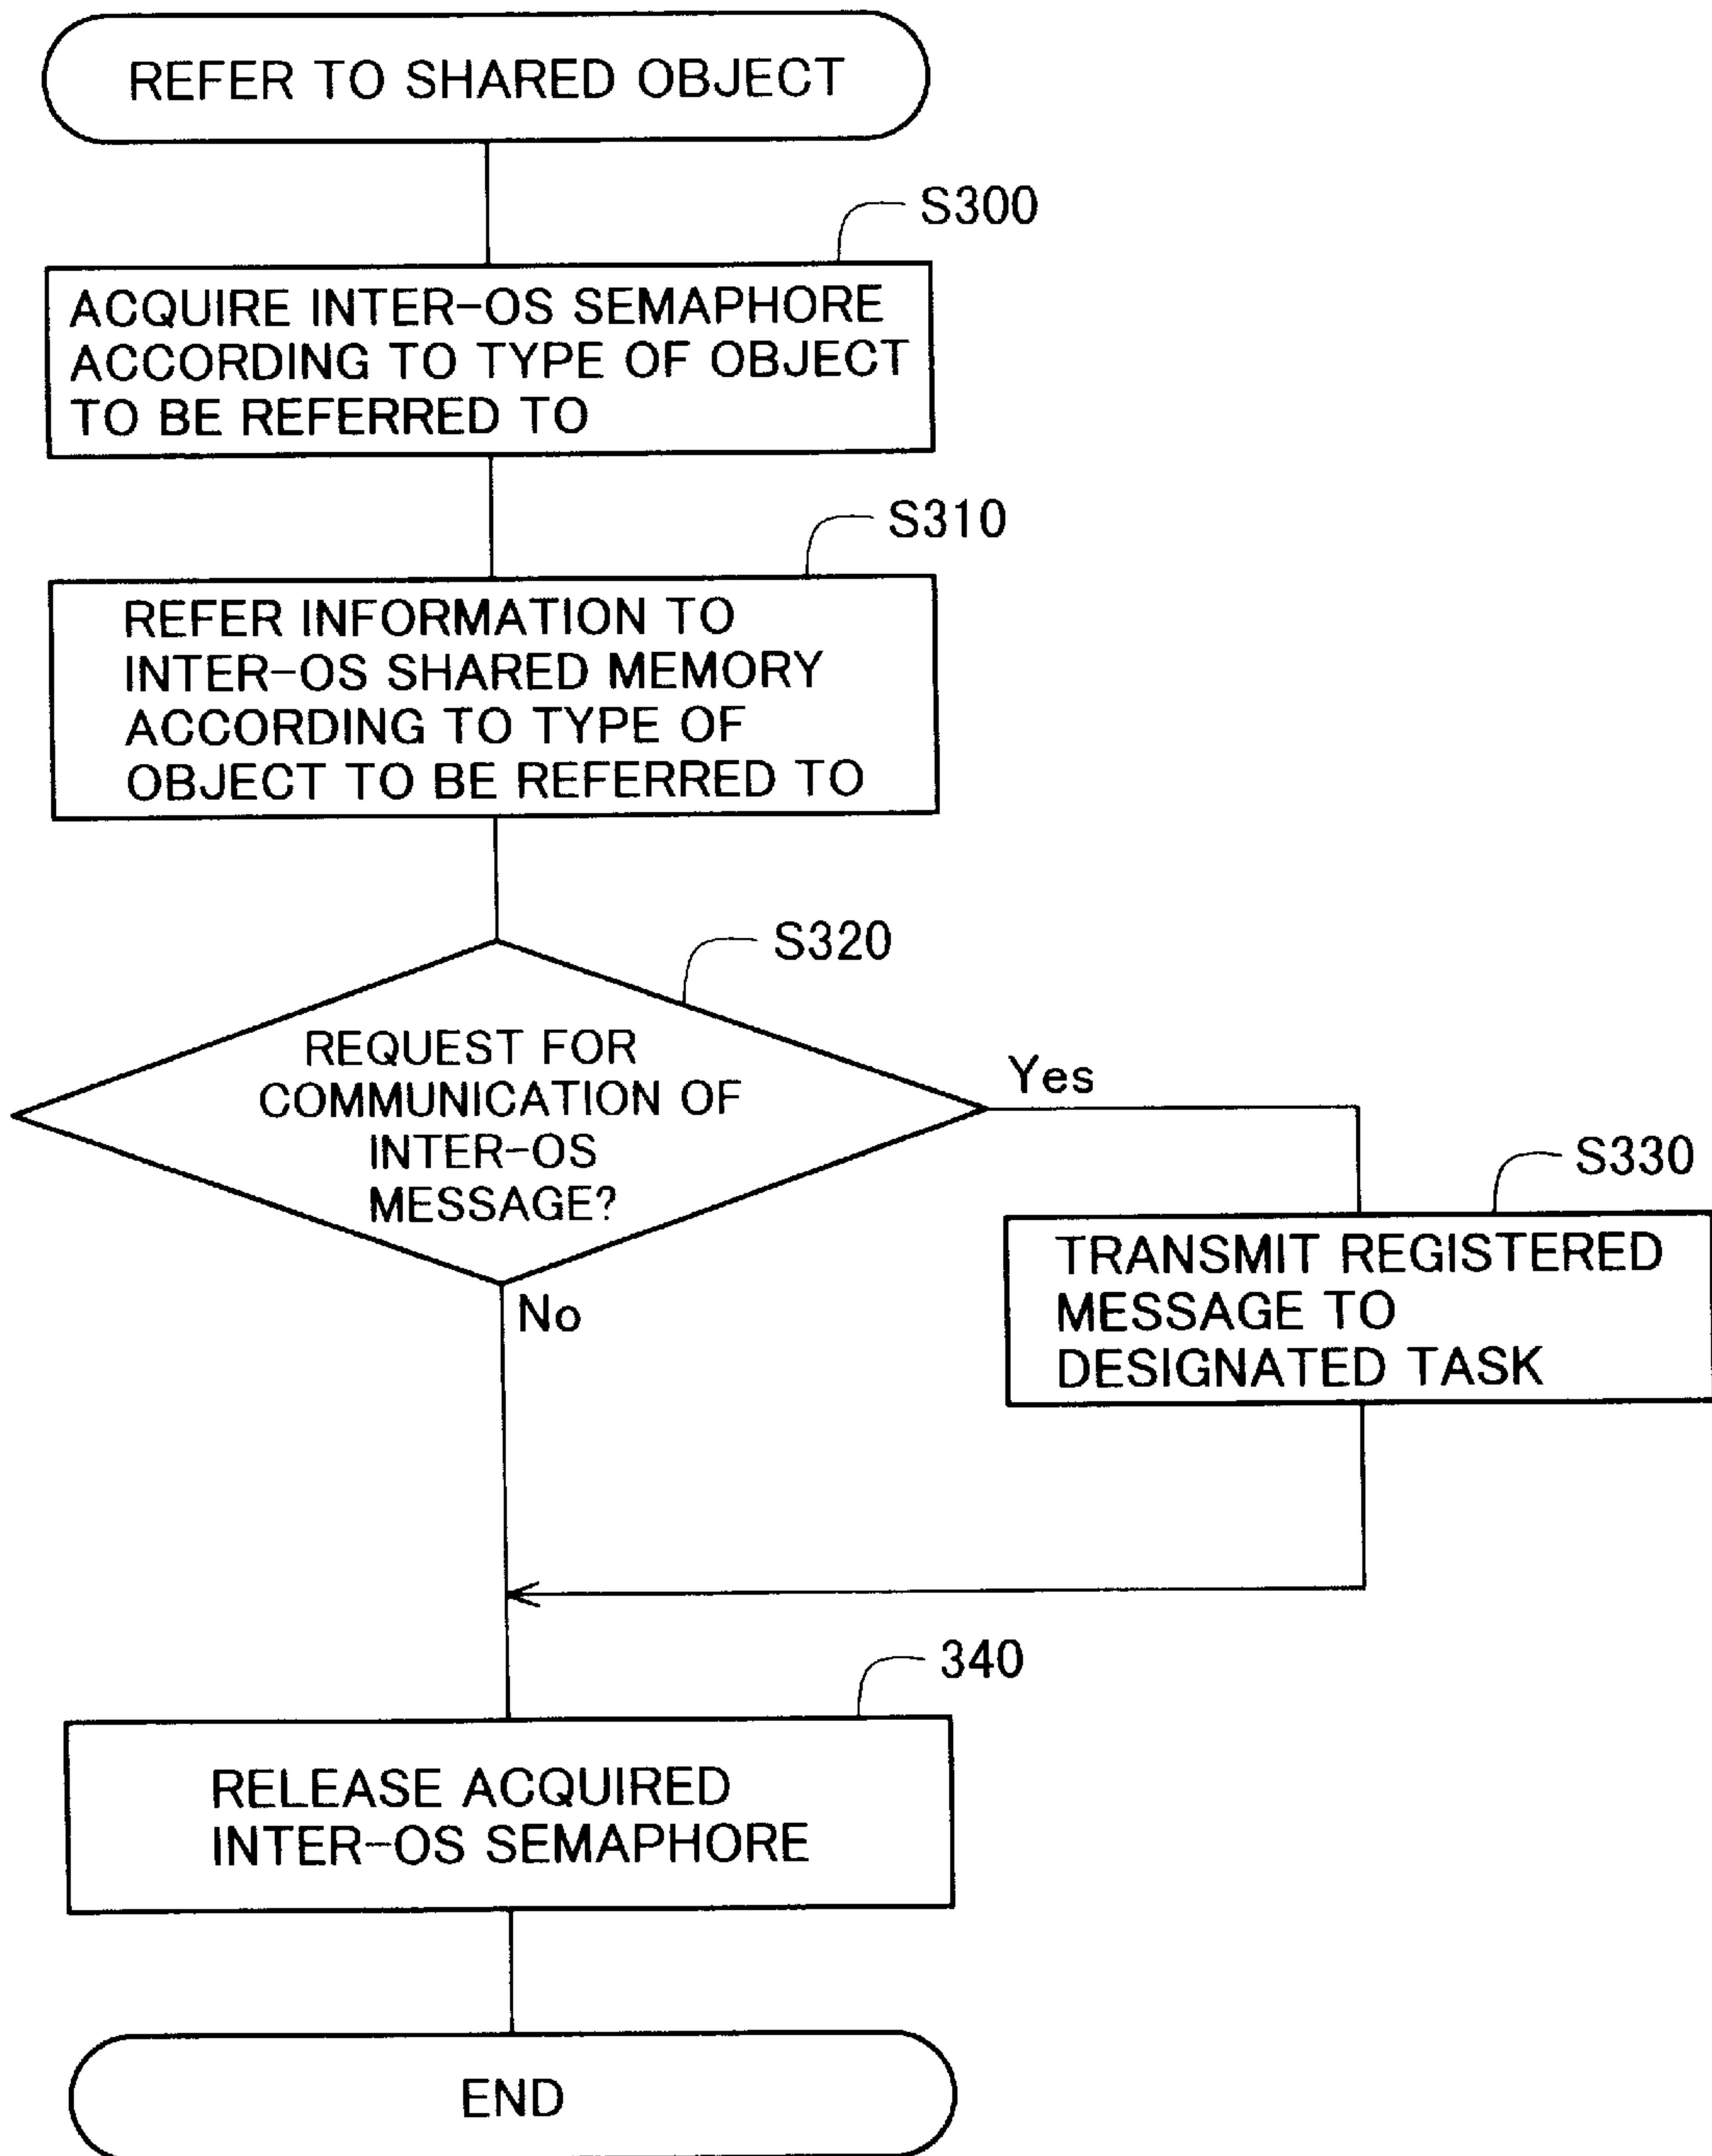 REFER TO SHARED OBJECT
S300
ACQUIRE INTER-OS SEMAPHORE
ACCORDING TO TYPE OF OBJECT
TO BE REFERRED TO
S310
REFER INFORMATION TO
INTER-OS SHARED MEMORY
ACCORDING TO TYPE OF
OBJECT TO BE REFERRED TO
S320
REQUEST FOR
COMMUNICATION OF
INTER-OS
MESSAGE?
Yes
No
S330
TRANSMIT REGISTERED
MESSAGE TO
DESIGNATED TASK
340
RELEASE ACQUIRED
INTER-OS SEMAPHORE
END